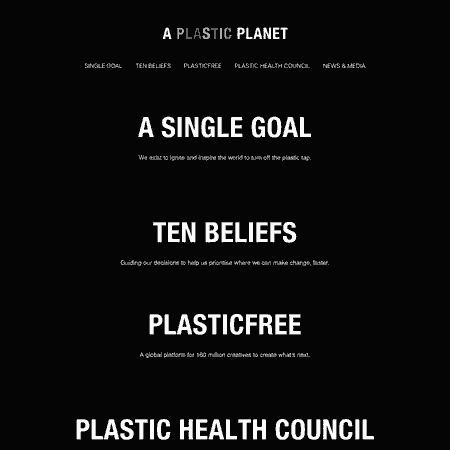 A PLASTIC PLANET
SINGLE GOAL TEN BELIEFS PLASTICFREE PLASTIC HEALTH COUNCIL NEWS & MEDIA
A SINGLE GOAL
We exist to ignite and inspire the world to turn off the plastic tap.
TEN BELIEFS
Guiding our decisions to help us prioritise where we can make change, faster.
PLASTICFREE
A global platform for 160 million creatives to create what's next.
PLASTIC HEALTH COUNCIL